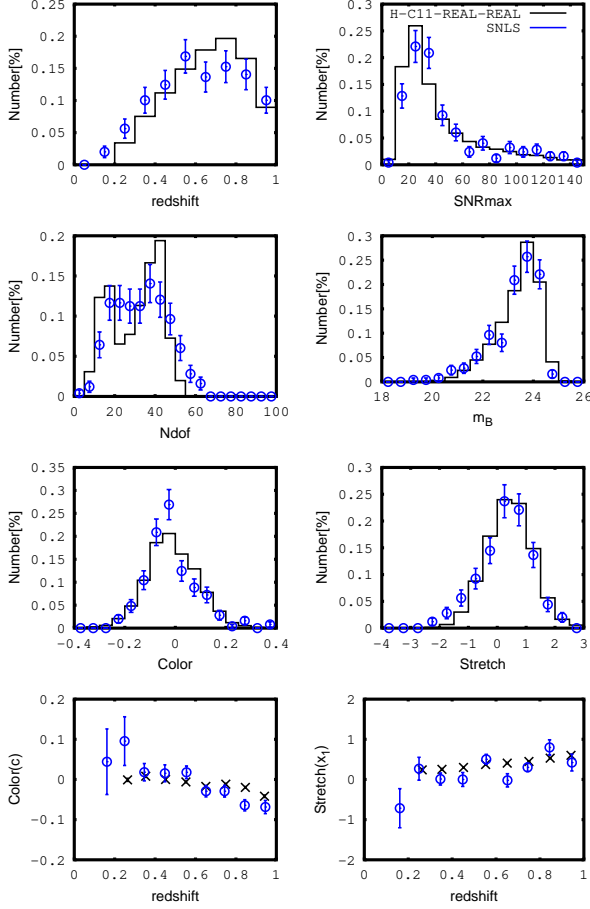 H-C11-REAL-REAL
SNLS
Number[%]
0.2
0.15
0.1
0.05
0
0 0.2 0.4 0.6 0.8 1
redshift
Number[%]
0.3
0.25
0.2
0.15
0.1
0.05
0
0 20 40 60 80 100 120 140
SNRmax
Number[%]
0.2
0.15
0.1
0.05
0
0 20 40 60 80 100
Ndof
Number[%]
0.3
0.25
0.2
0.15
0.1
0.05
0
18 20 22 24 26
m_B
Number[%]
0.35
0.3
0.25
0.2
0.15
0.1
0.05
0
-0.4 -0.2 0 0.2 0.4
Color
Number[%]
0.3
0.25
0.2
0.15
0.1
0.05
0
-4 -3 -2 -1 0 1 2 3
Stretch
Color(c)
0.2
0.1
0
-0.1
-0.2
0 0.2 0.4 0.6 0.8 1
redshift
Stretch(x₁)
2
1
0
-1
-2
0 0.2 0.4 0.6 0.8 1
redshift